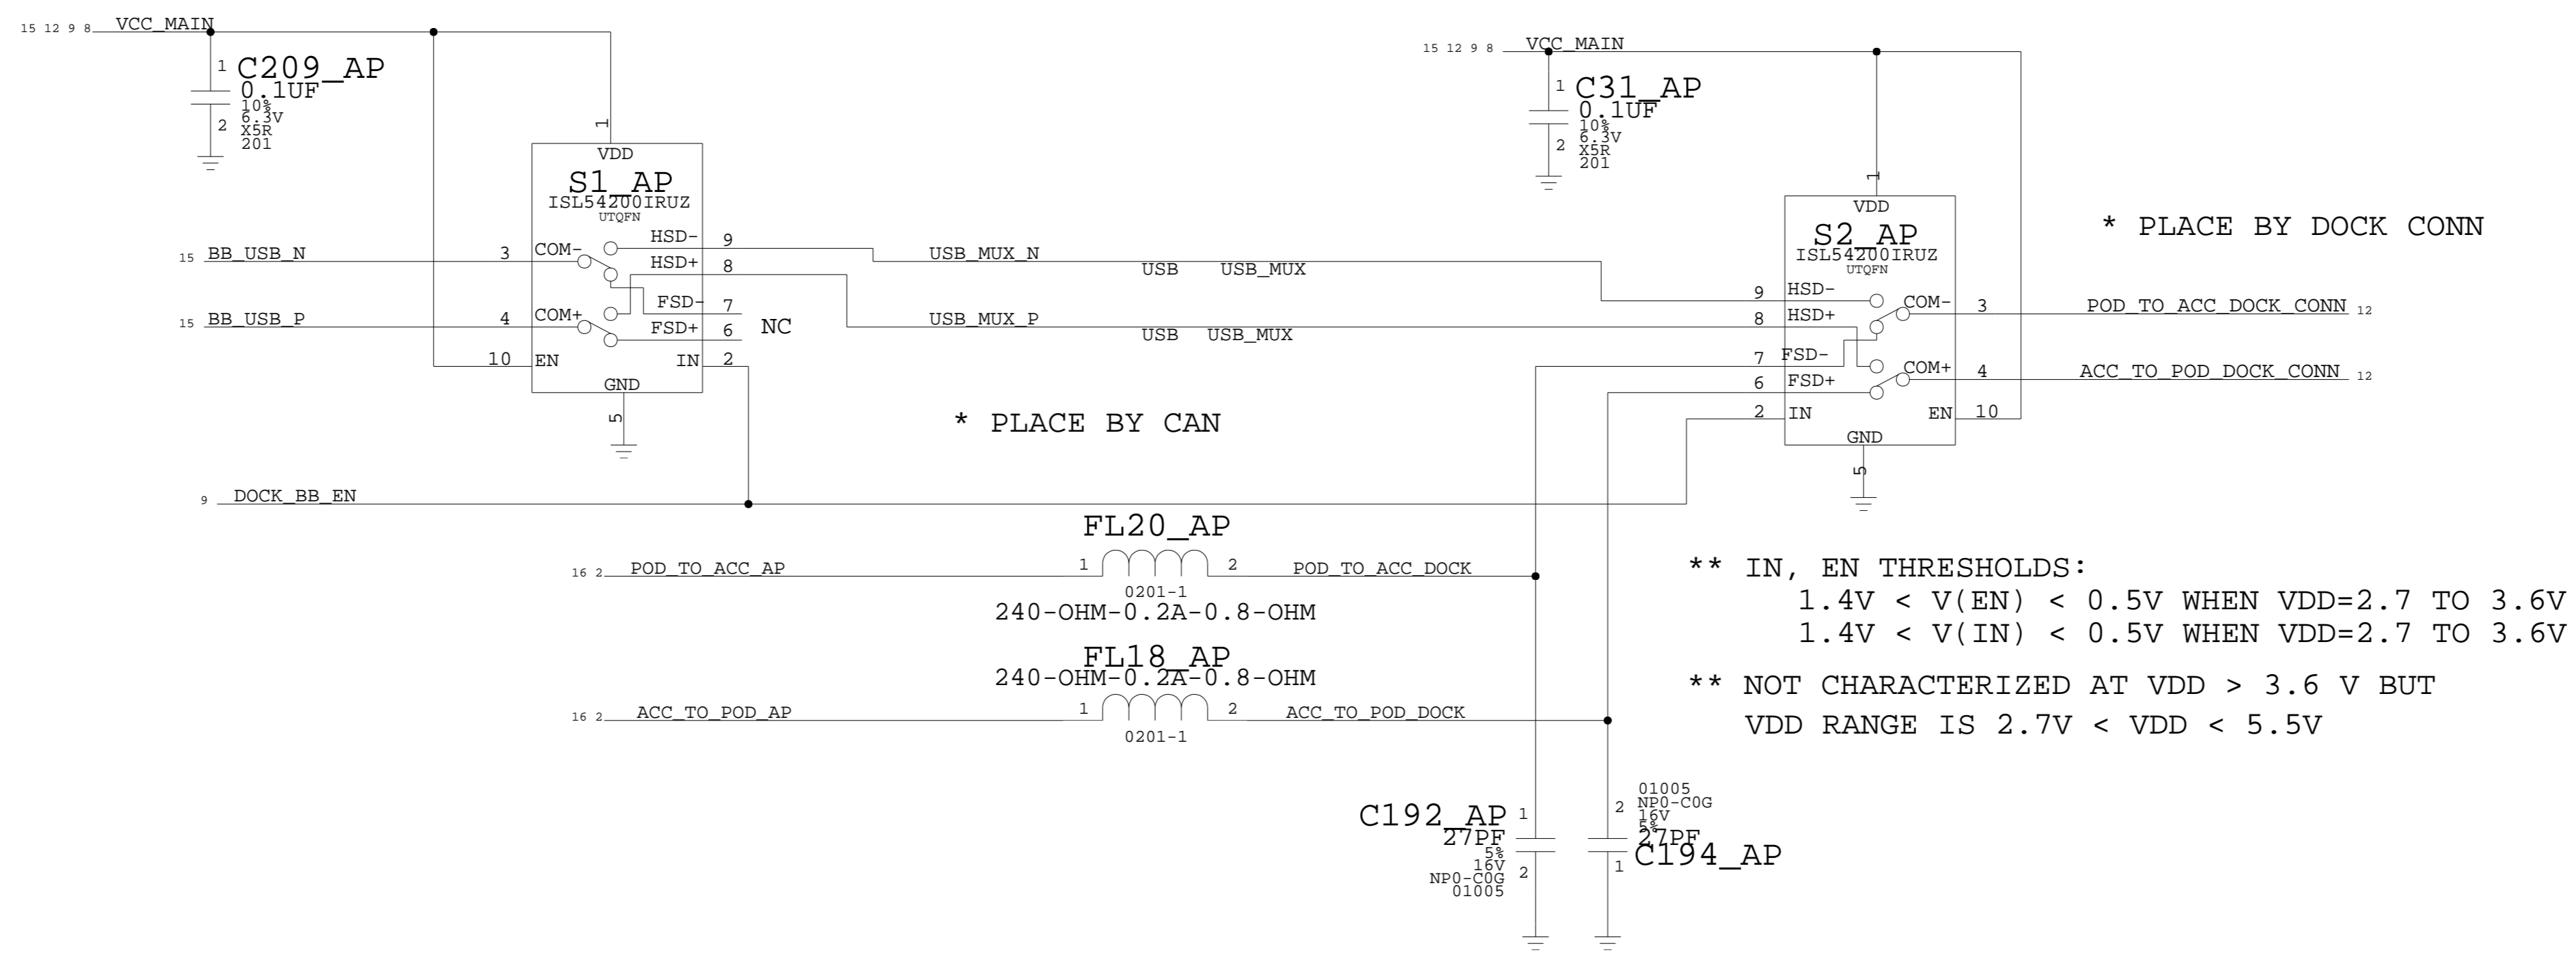 15 12 9 8 VCC_MAIN
1 C209_AP
0.1UF
10%
6.3V
2 X5R
201
1
VDD
S1_AP
ISL54200IRUZ
UTQFN
15 BB_USB_N 3 COM- HSD- 9
HSD+ 8
15 BB_USB_P 4 COM+ FSD- 7
FSD+ 6 NC
10 EN IN 2
GND
5
USB_MUX_N
USB USB_MUX
USB_MUX_P
USB USB_MUX
* PLACE BY CAN
15 12 9 8 VCC_MAIN
1 C31_AP
0.1UF
10%
6.3V
2 X5R
201
1
VDD
S2_AP
ISL54200IRUZ
UTQFN
* PLACE BY DOCK CONN
9 HSD- COM- 3 POD_TO_ACC_DOCK_CONN 12
8 HSD+
7 FSD- COM+ 4 ACC_TO_POD_DOCK_CONN 12
6 FSD+
2 IN EN 10
GND
5
9 DOCK_BB_EN
FL20_AP
16 2 POD_TO_ACC_AP 1 2 POD_TO_ACC_DOCK
0201-1
240-OHM-0.2A-0.8-OHM
FL18_AP
240-OHM-0.2A-0.8-OHM
16 2 ACC_TO_POD_AP 1 2 ACC_TO_POD_DOCK
0201-1
** IN, EN THRESHOLDS:
1.4V < V(EN) < 0.5V WHEN VDD=2.7 TO 3.6V
1.4V < V(IN) < 0.5V WHEN VDD=2.7 TO 3.6V
** NOT CHARACTERIZED AT VDD > 3.6 V BUT
VDD RANGE IS 2.7V < VDD < 5.5V
C192_AP 1
27PF
5%
16V
NP0-C0G 2
01005
01005
2 NP0-C0G
16V
5%
27PF
C194_AP
1